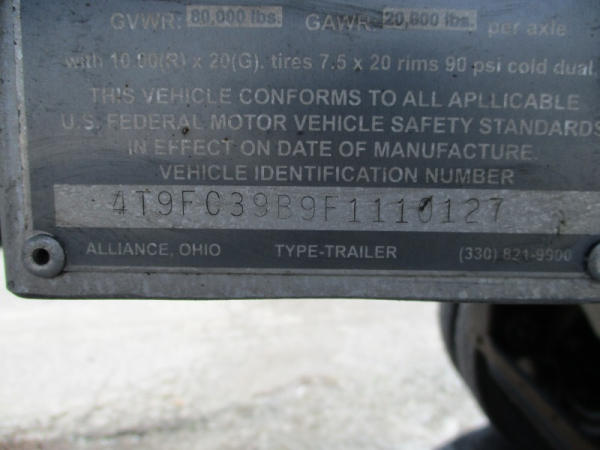 GVWR: 80,000 lbs. GAWR: 20,800 lbs. per axle
with 10.00(R) x 20(G). tires 7.5 x 20 rims 90 psi cold dual.
THIS VEHICLE CONFORMS TO ALL APLLICABLE
U.S. FEDERAL MOTOR VEHICLE SAFETY STANDARDS
IN EFFECT ON DATE OF MANUFACTURE.
VEHICLE IDENTIFICATION NUMBER
4T9FC39B9F1110127
ALLIANCE, OHIO TYPE-TRAILER (330) 821-9900